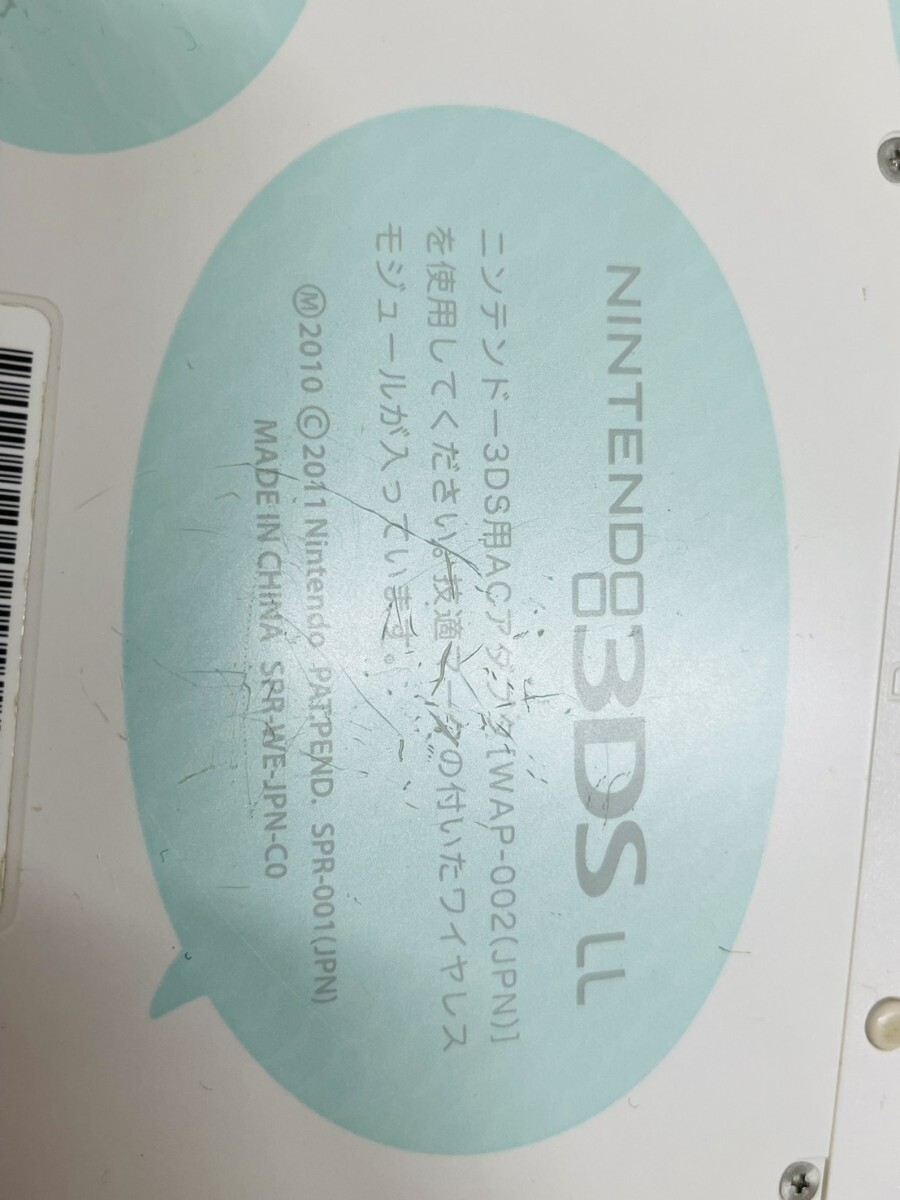 NINTENDO 3DS LL
ニンテンドー3DS用ACアダプタ[WAP-002(JPN)]
を使用してください。技適マークの付いたワイヤレス
モジュールが入っています。
Ⓜ2010 ©2011 Nintendo PAT.PEND. SPR-001(JPN)
MADE IN CHINA SPR-WE-JPN-C0